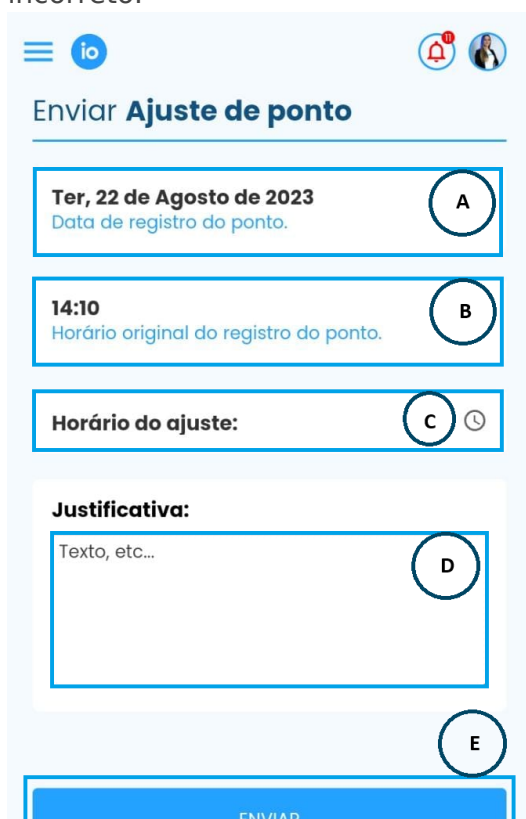 incorreto.
io
11
Enviar Ajuste de ponto
Ter, 22 de Agosto de 2023
A
Data de registro do ponto.
14:10
B
Horário original do registro do ponto.
Horário do ajuste:
C
Justificativa:
Texto, etc...
D
E
ENVIAR